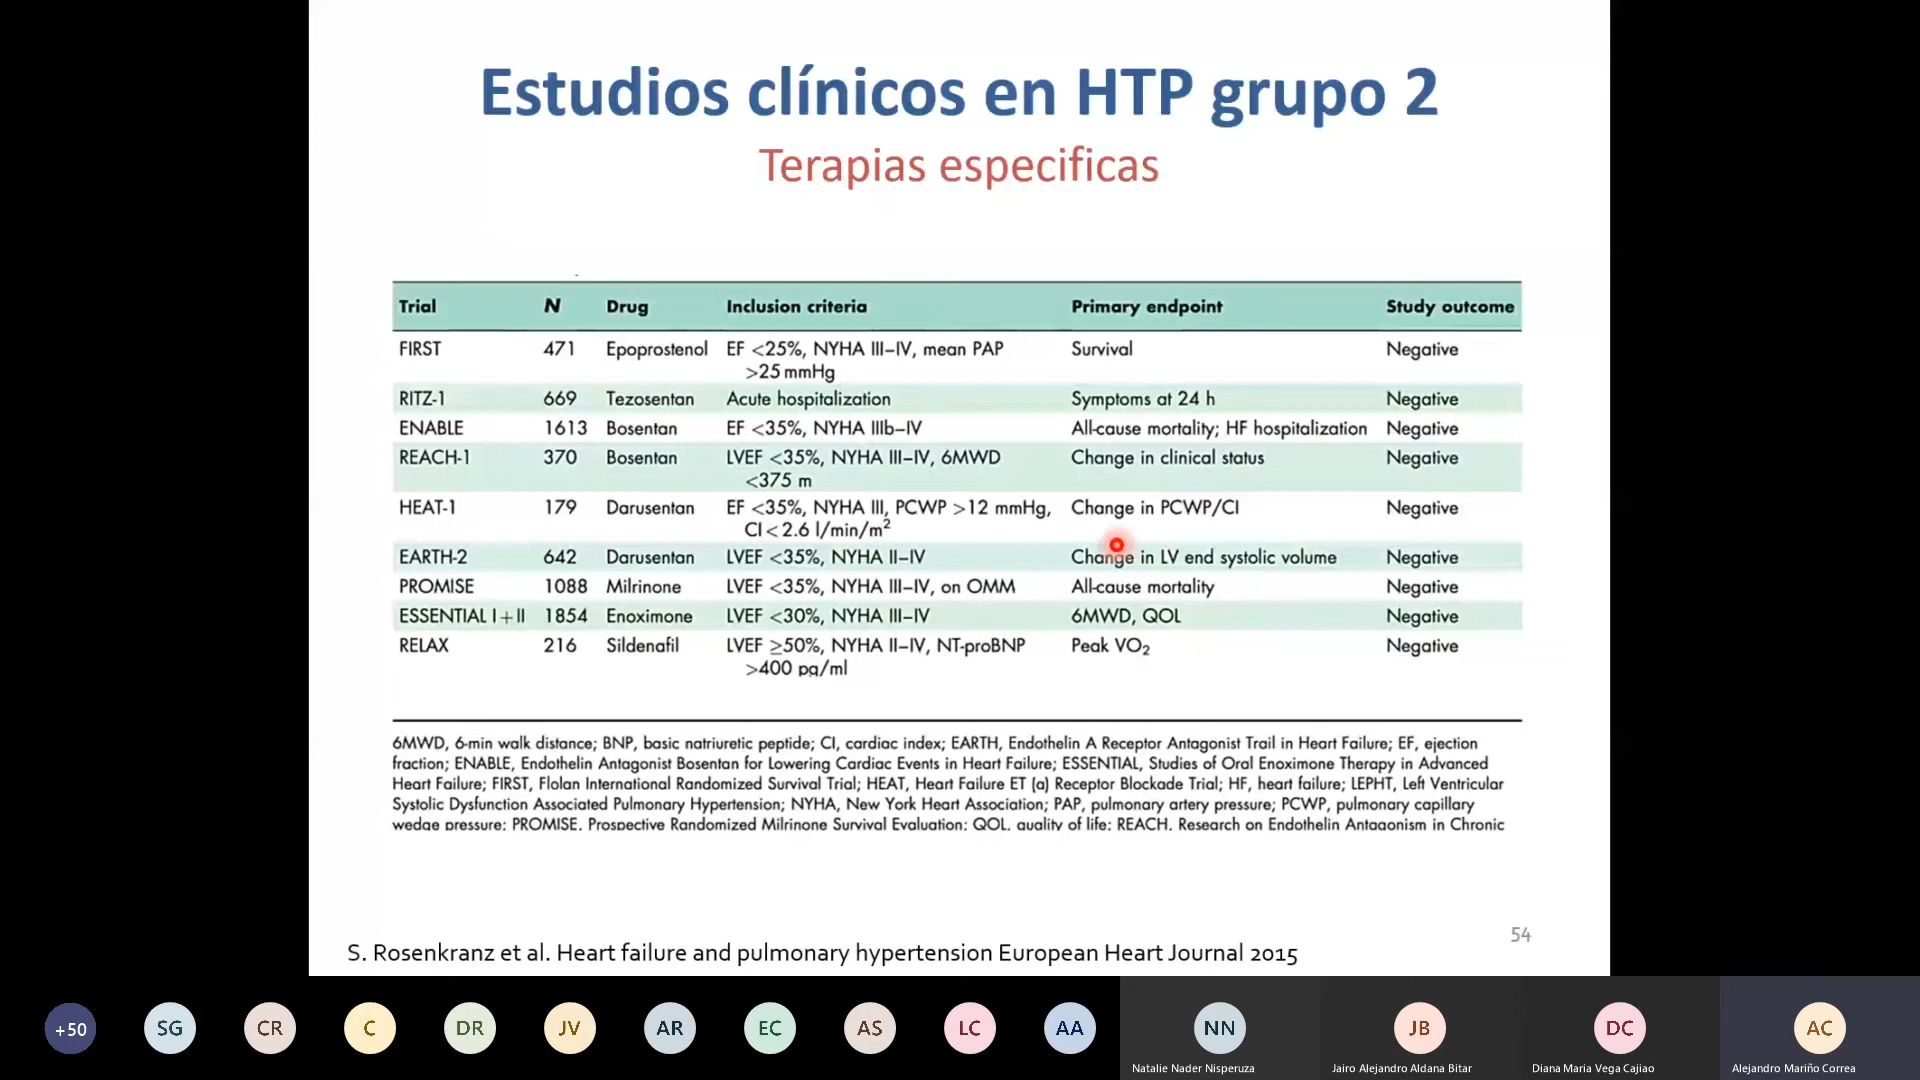 Estudios clínicos en HTP grupo 2
Terapias especificas
Trial N Drug Inclusion criteria Primary endpoint Study outcome
FIRST 471 Epoprostenol EF <25%, NYHA III–IV, mean PAP Survival Negative
>25 mmHg
RITZ-1 669 Tezosentan Acute hospitalization Symptoms at 24 h Negative
ENABLE 1613 Bosentan EF <35%, NYHA IIIb–IV All-cause mortality; HF hospitalization Negative
REACH-1 370 Bosentan LVEF <35%, NYHA III–IV, 6MWD Change in clinical status Negative
<375 m
HEAT-1 179 Darusentan EF <35%, NYHA III, PCWP >12 mmHg, Change in PCWP/CI Negative
CI < 2.6 l/min/m²
EARTH-2 642 Darusentan LVEF <35%, NYHA II–IV Change in LV end systolic volume Negative
PROMISE 1088 Milrinone LVEF <35%, NYHA III–IV, on OMM All-cause mortality Negative
ESSENTIAL I+II 1854 Enoximone LVEF <30%, NYHA III–IV 6MWD, QOL Negative
RELAX 216 Sildenafil LVEF ≥50%, NYHA II–IV, NT-proBNP Peak VO₂ Negative
>400 pg/ml
6MWD, 6-min walk distance; BNP, basic natriuretic peptide; CI, cardiac index; EARTH, Endothelin A Receptor Antagonist Trail in Heart Failure; EF, ejection
fraction; ENABLE, Endothelin Antagonist Bosentan for Lowering Cardiac Events in Heart Failure; ESSENTIAL, Studies of Oral Enoximone Therapy in Advanced
Heart Failure; FIRST, Flolan International Randomized Survival Trial; HEAT, Heart Failure ET (a) Receptor Blockade Trial; HF, heart failure; LEPHT, Left Ventricular
Systolic Dysfunction Associated Pulmonary Hypertension; NYHA, New York Heart Association; PAP, pulmonary artery pressure; PCWP, pulmonary capillary
wedge pressure; PROMISE, Prospective Randomized Milrinone Survival Evaluation; QOL, quality of life; REACH, Research on Endothelin Antagonism in Chronic
54
S. Rosenkranz et al. Heart failure and pulmonary hypertension European Heart Journal 2015
+50 SG CR C DR JV AR EC AS LC AA NN JB DC AC
Natalie Nader Nisperuza Jairo Alejandro Aldana Bitar Diana Maria Vega Cajiao Alejandro Mariño Correa